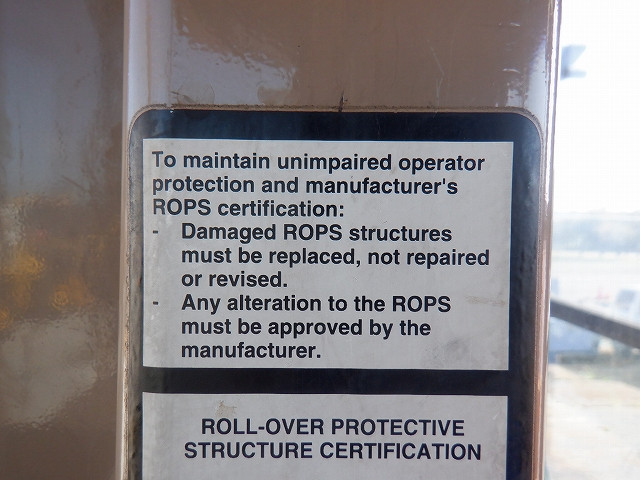 To maintain unimpaired operator
protection and manufacturer's
ROPS certification:
- Damaged ROPS structures
must be replaced, not repaired
or revised.
- Any alteration to the ROPS
must be approved by the
manufacturer.
ROLL-OVER PROTECTIVE
STRUCTURE CERTIFICATION